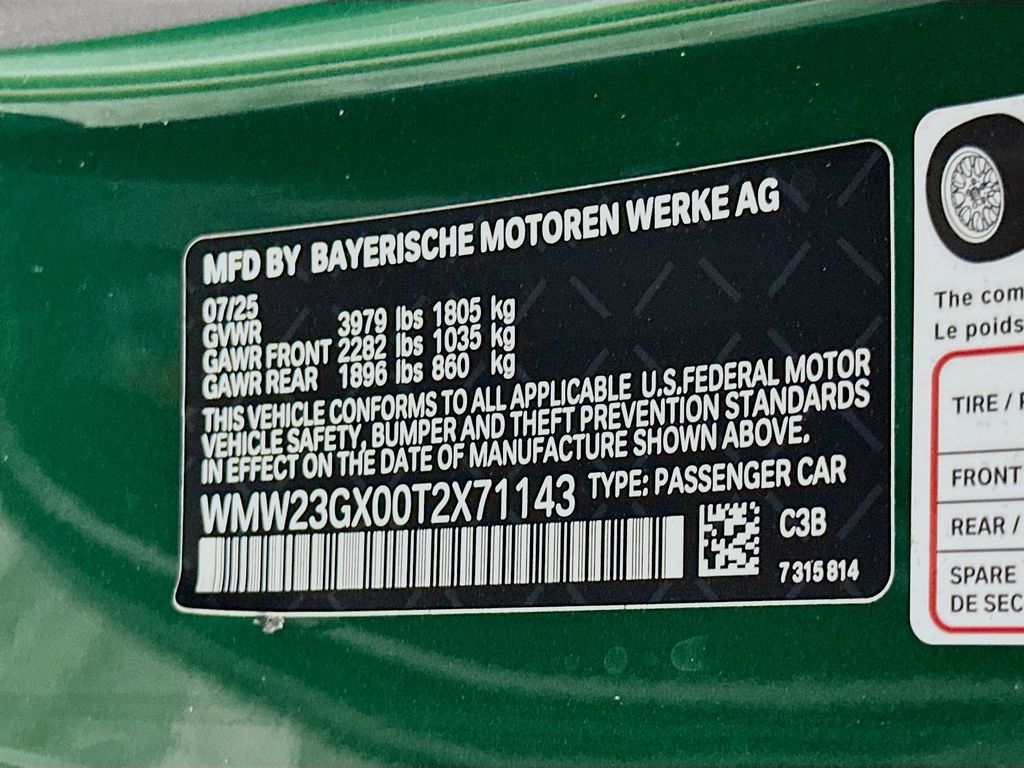 MFD BY BAYERISCHE MOTOREN WERKE AG
07/25
GVWR 3979 lbs 1805 kg
GAWR FRONT 2282 lbs 1035 kg
GAWR REAR 1896 lbs 860 kg
THIS VEHICLE CONFORMS TO ALL APPLICABLE U.S.FEDERAL MOTOR
VEHICLE SAFETY, BUMPER AND THEFT PREVENTION STANDARDS
IN EFFECT ON THE DATE OF MANUFACTURE SHOWN ABOVE.
WMW23GX00T2X71143 TYPE: PASSENGER CAR
C3B
7315814
The com
Le poids
TIRE /
FRONT
REAR /
SPARE
DE SEC